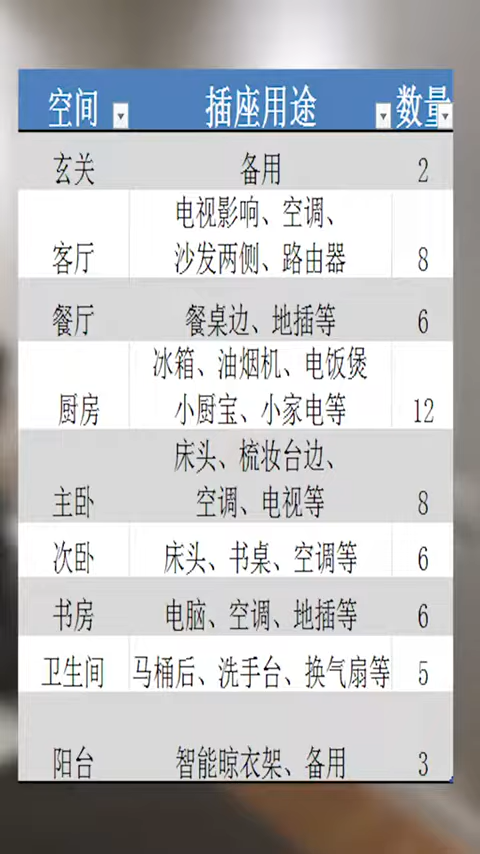 空间 插座用途 数量
玄关 备用 2
电视影响、空调、
客厅 沙发两侧、路由器 8
餐厅 餐桌边、地插等 6
冰箱、油烟机、电饭煲
厨房 小厨宝、小家电等 12
床头、梳妆台边、
主卧 空调、电视等 8
次卧 床头、书桌、空调等 6
书房 电脑、空调、地插等 6
卫生间 马桶后、洗手台、换气扇等 5
阳台 智能晾衣架、备用 3